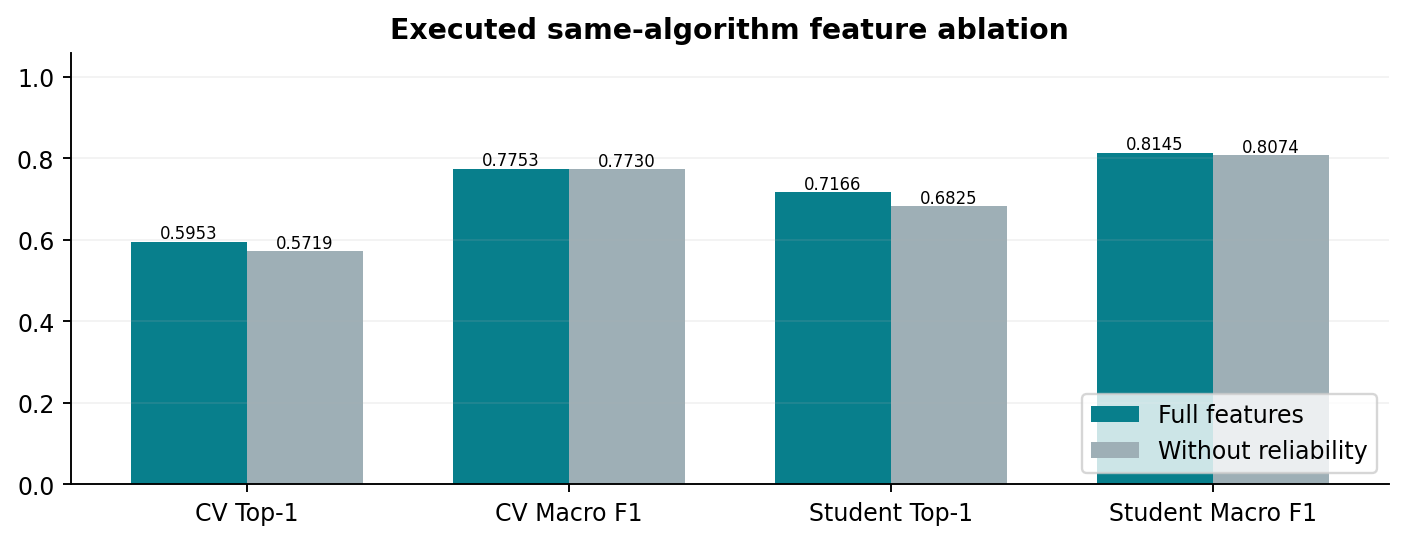 Executed same-algorithm feature ablation
1.0
0.8
0.6
0.4
0.2
0.0
0.5953
0.5719
0.7753
0.7730
0.7166
0.6825
0.8145
0.8074
Full features
Without reliability
CV Top-1
CV Macro F1
Student Top-1
Student Macro F1